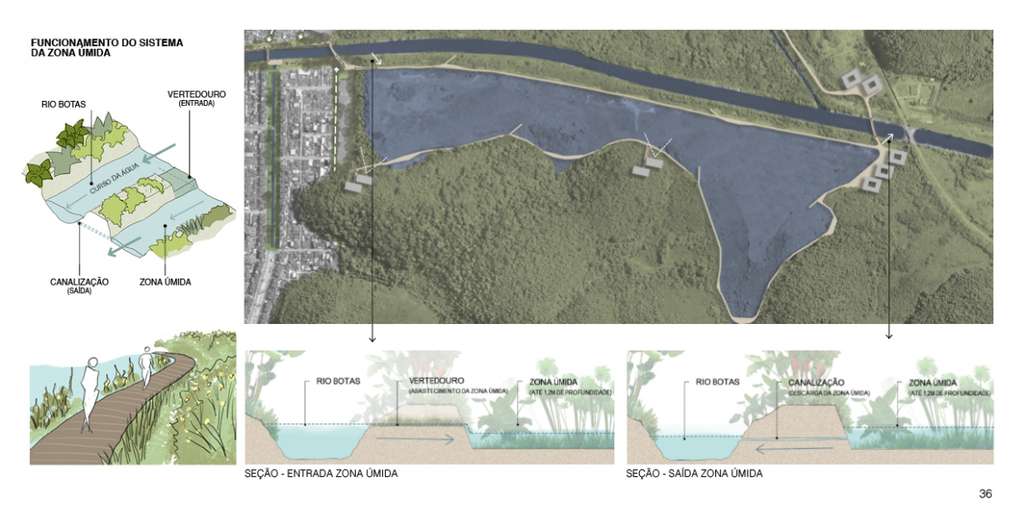 FUNCIONAMENTO DO SISTEMA
DA ZONA ÚMIDA
RIO BOTAS
VERTEDOURO
(ENTRADA)
CURSO DA ÁGUA
CANALIZAÇÃO
(SAÍDA)
ZONA ÚMIDA
RIO BOTAS
VERTEDOURO
(ABASTECIMENTO DA ZONA ÚMIDA)
ZONA ÚMIDA
(ATÉ 1.2M DE PROFUNDIDADE)
SEÇÃO - ENTRADA ZONA ÚMIDA
RIO BOTAS
CANALIZAÇÃO
(DESCARGA DA ZONA ÚMIDA)
ZONA ÚMIDA
(ATÉ 1.2M DE PROFUNDIDADE)
SEÇÃO - SAÍDA ZONA ÚMIDA
36